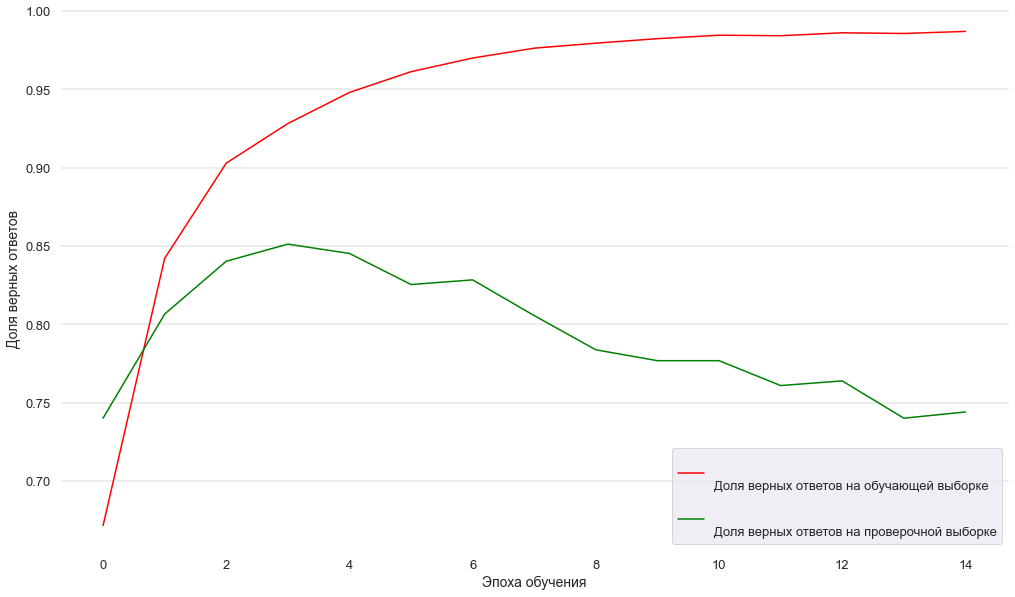 1.00
0.95
0.90
0.85
0.80
0.75
0.70
Доля верных ответов
Доля верных ответов на обучающей выборке
Доля верных ответов на проверочной выборке
0 2 4 6 8 10 12 14
Эпоха обучения